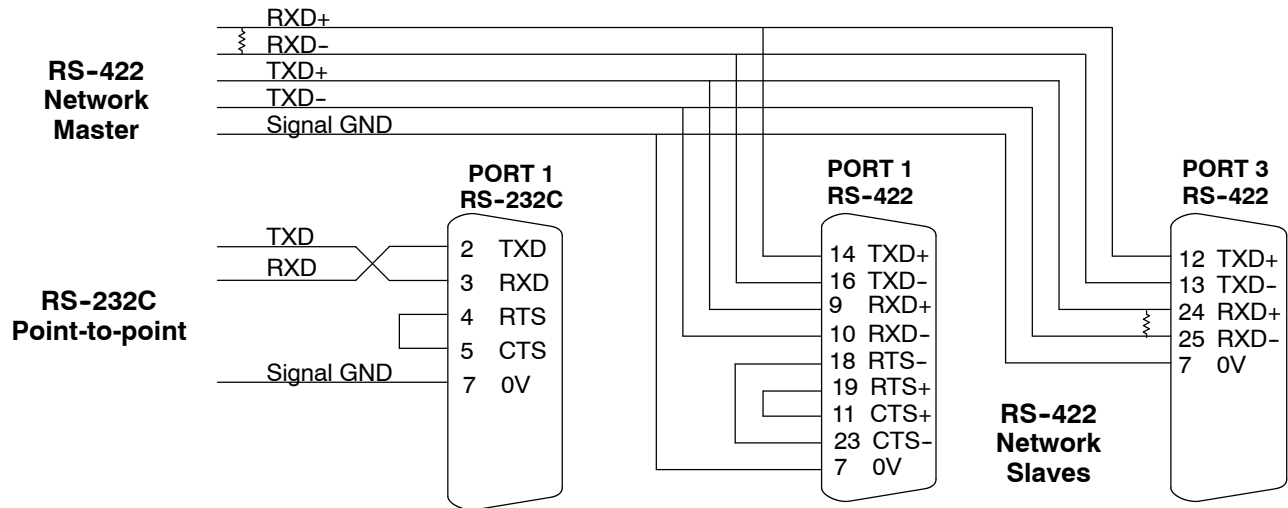 RXD+
RXD-
TXD+
TXD-
Signal GND
RS-422
Network
Master
PORT 1
RS-232C
TXD
RXD
Signal GND
RS-232C
Point-to-point
2 TXD
3 RXD
4 RTS
5 CTS
7 0V
PORT 1
RS-422
14 TXD+
16 TXD-
9 RXD+
10 RXD-
18 RTS-
19 RTS+
11 CTS+
23 CTS-
7 0V
RS-422
Network
Slaves
PORT 3
RS-422
12 TXD+
13 TXD-
24 RXD+
25 RXD-
7 0V